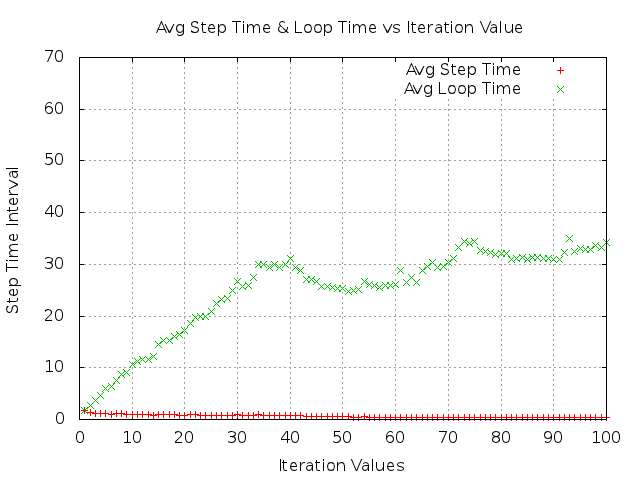 Avg Step Time & Loop Time vs Iteration Value
70
60
50
40
30
20
10
0
Step Time Interval
Avg Step Time
Avg Loop Time
0 10 20 30 40 50 60 70 80 90 100
Iteration Values